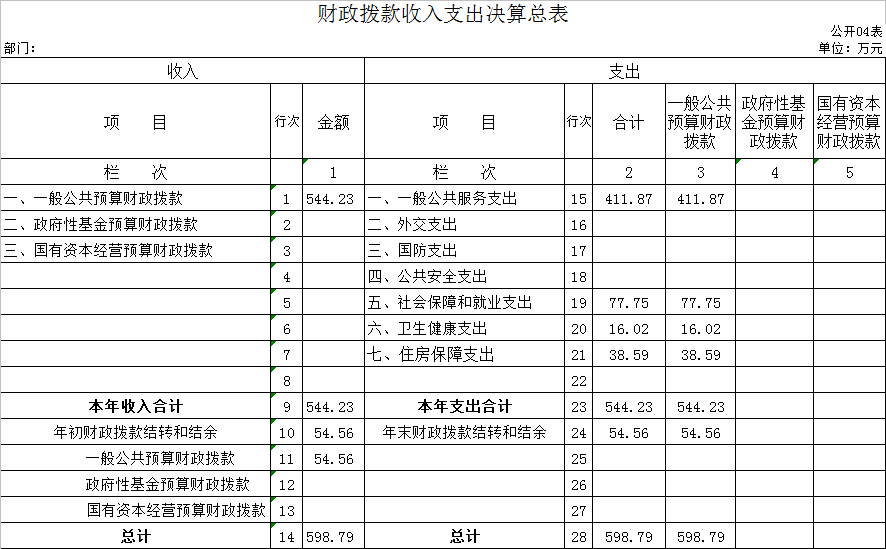 财政拨款收入支出决算总表
公开04表
部门： 单位：万元
收入 支出
项 目 行次 金额 项 目 行次 合计 一般公共预算财政拨款 政府性基金预算财政拨款 国有资本经营预算财政拨款
栏 次 1 栏 次 2 3 4 5
一、一般公共预算财政拨款 1 544.23 一、一般公共服务支出 15 411.87 411.87
二、政府性基金预算财政拨款 2 二、外交支出 16
三、国有资本经营预算财政拨款 3 三、国防支出 17
4 四、公共安全支出 18
5 五、社会保障和就业支出 19 77.75 77.75
6 六、卫生健康支出 20 16.02 16.02
7 七、住房保障支出 21 38.59 38.59
8 22
本年收入合计 9 544.23 本年支出合计 23 544.23 544.23
年初财政拨款结转和结余 10 54.56 年末财政拨款结转和结余 24 54.56 54.56
一般公共预算财政拨款 11 54.56 25
政府性基金预算财政拨款 12 26
国有资本经营预算财政拨款 13 27
总计 14 598.79 总计 28 598.79 598.79